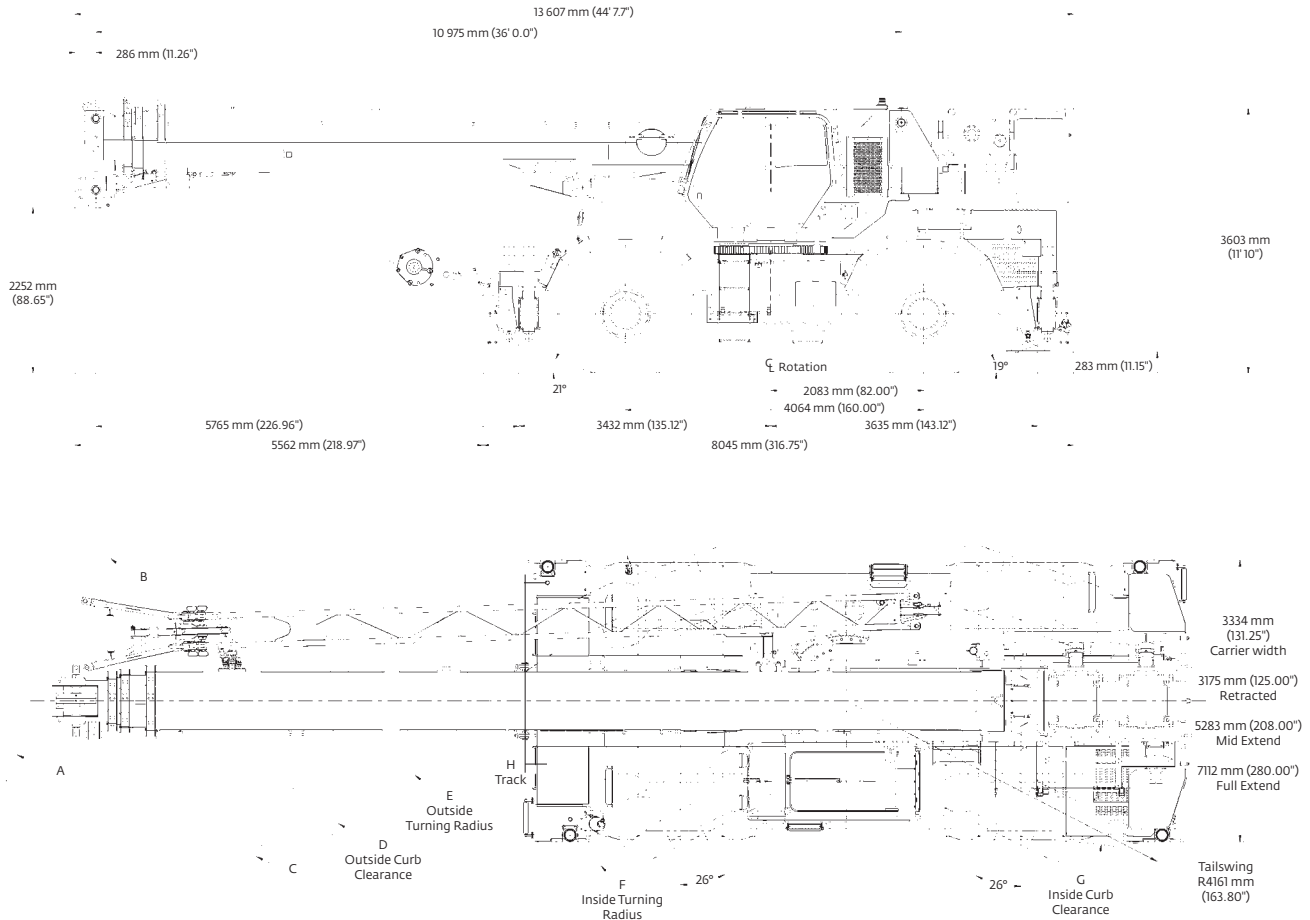 13 607 mm (44' 7.7")
10 975 mm (36' 0.0")
286 mm (11.26")
3603 mm
(11' 10")
2252 mm
(88.65")
℄ Rotation
19°
283 mm (11.15")
21°
2083 mm (82.00")
4064 mm (160.00")
5765 mm (226.96")
3432 mm (135.12")
3635 mm (143.12")
5562 mm (218.97")
8045 mm (316.75")
B
3334 mm
(131.25")
Carrier width
3175 mm (125.00")
Retracted
5283 mm (208.00")
Mid Extend
7112 mm (280.00")
Full Extend
A
H
Track
E
Outside
Turning Radius
D
Outside Curb
Clearance
C
F
Inside Turning
Radius
26°
26°
G
Inside Curb
Clearance
Tailswing
R4161 mm
(163.80")